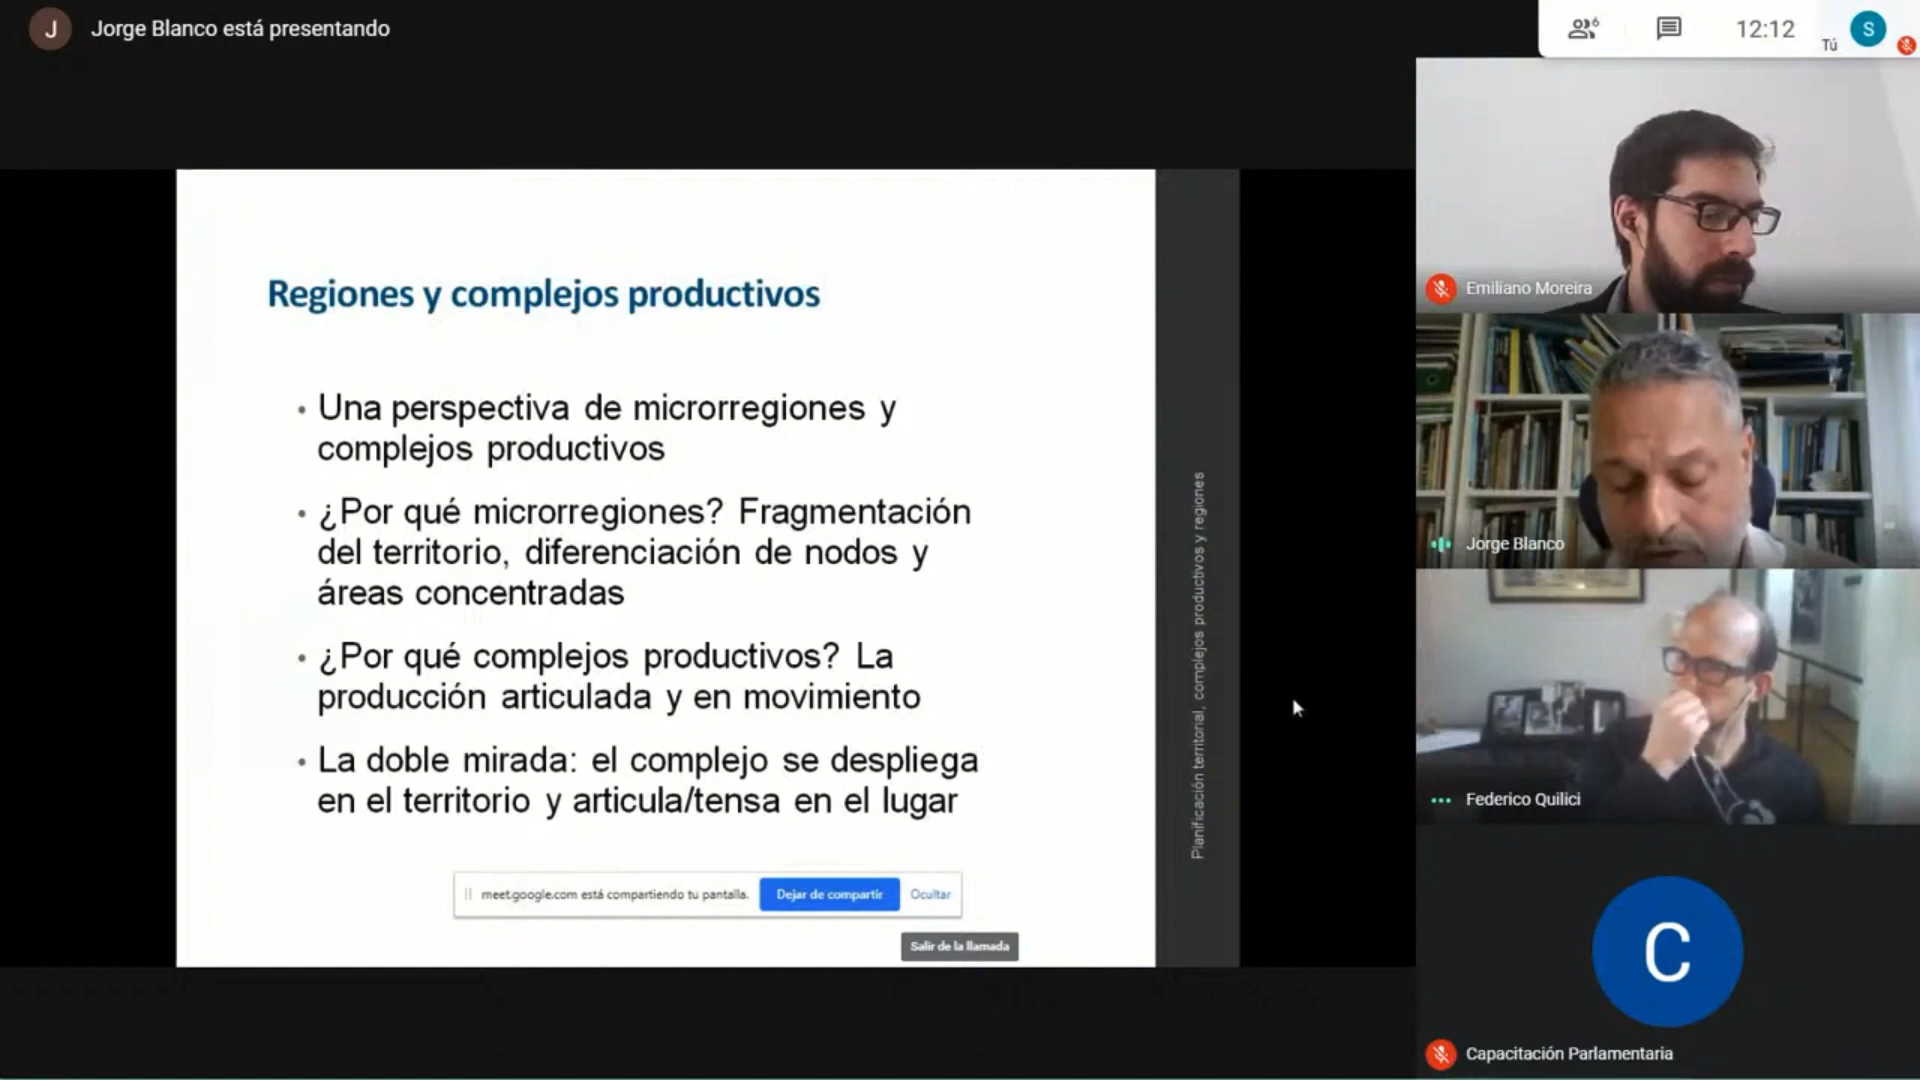 J
Jorge Blanco está presentando
6
12:12
Tú
S
Regiones y complejos productivos
• Una perspectiva de microrregiones y
complejos productivos
• ¿Por qué microrregiones? Fragmentación
del territorio, diferenciación de nodos y
áreas concentradas
• ¿Por qué complejos productivos? La
producción articulada y en movimiento
• La doble mirada: el complejo se despliega
en el territorio y articula/tensa en el lugar
Planificación territorial, complejos productivos y regiones
meet.google.com está compartiendo tu pantalla.
Dejar de compartir
Ocultar
Salir de la llamada
Emiliano Moreira
Jorge Blanco
Federico Quilici
C
Capacitación Parlamentaria